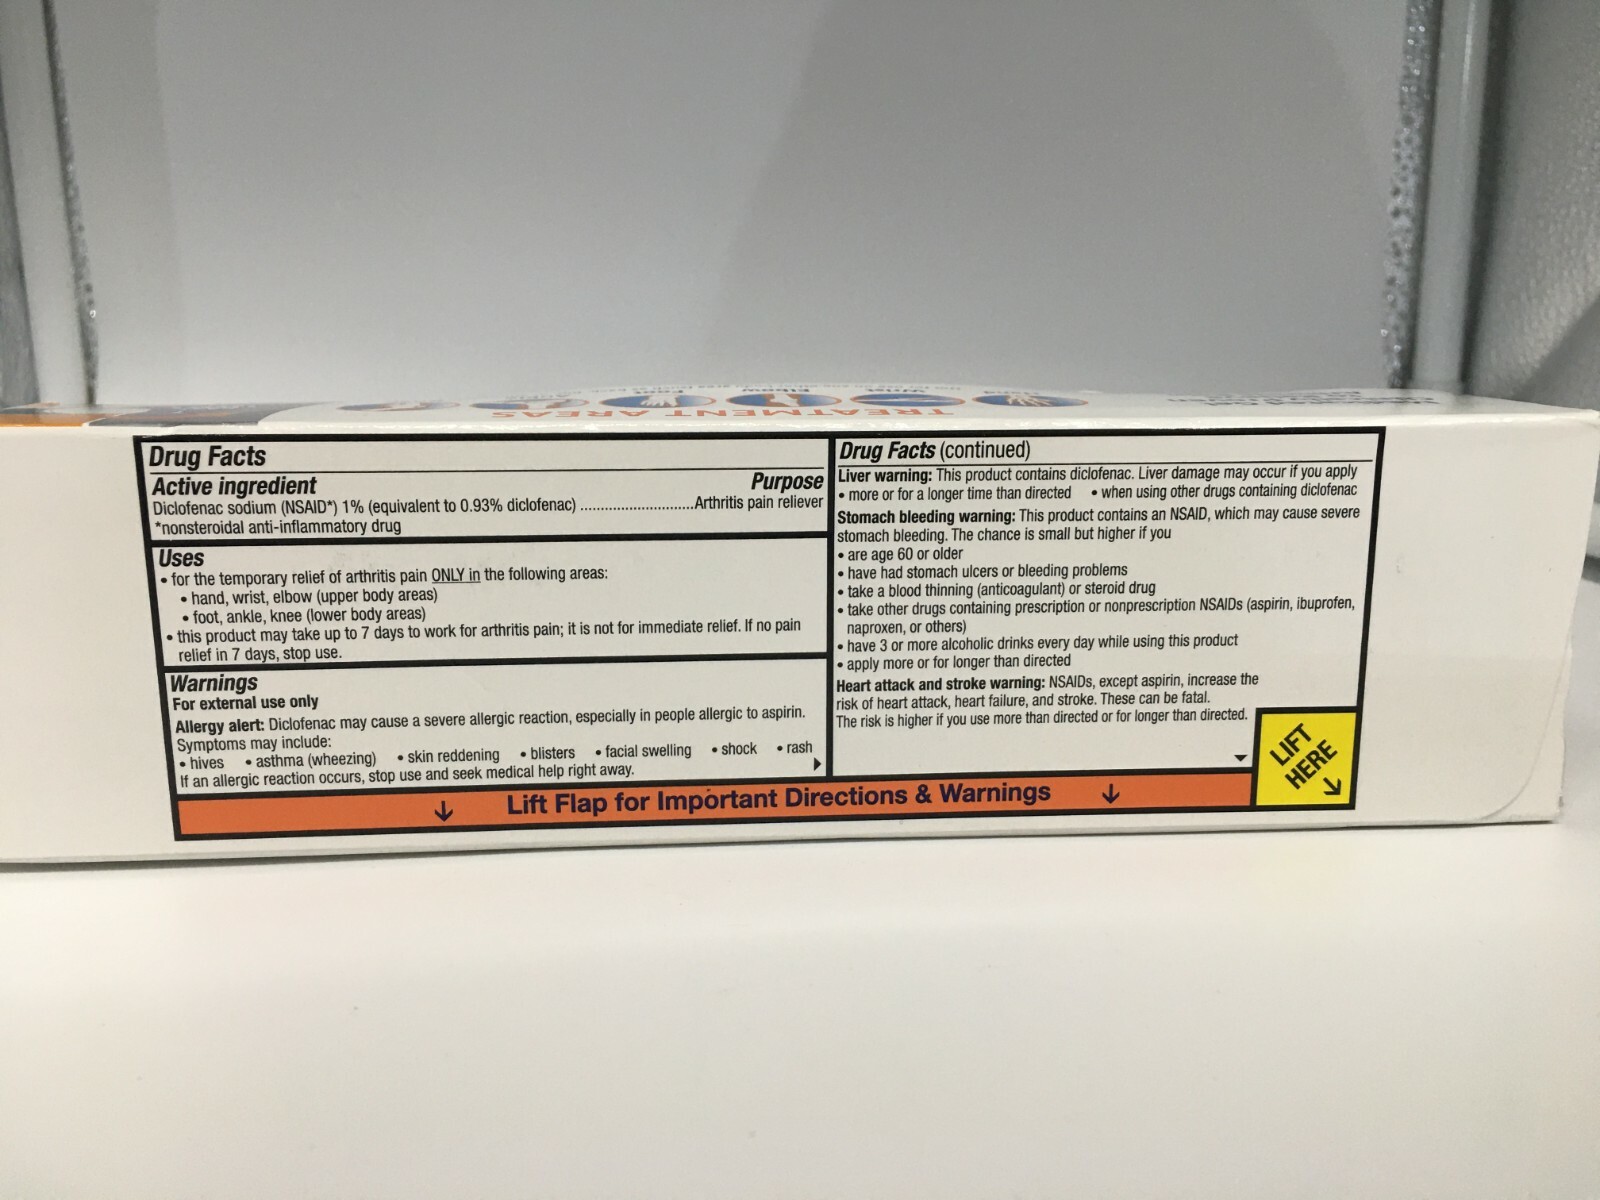 TREATMENT AREAS
Drug Facts
Active ingredient Purpose
Diclofenac sodium (NSAID*) 1% (equivalent to 0.93% diclofenac) ............................Arthritis pain reliever
*nonsteroidal anti-inflammatory drug
Uses
• for the temporary relief of arthritis pain ONLY in the following areas:
• hand, wrist, elbow (upper body areas)
• foot, ankle, knee (lower body areas)
• this product may take up to 7 days to work for arthritis pain; it is not for immediate relief. If no pain
relief in 7 days, stop use.
Warnings
For external use only
Allergy alert: Diclofenac may cause a severe allergic reaction, especially in people allergic to aspirin.
Symptoms may include:
• hives • asthma (wheezing) • skin reddening • blisters • facial swelling • shock • rash
If an allergic reaction occurs, stop use and seek medical help right away.
Drug Facts (continued)
Liver warning: This product contains diclofenac. Liver damage may occur if you apply
• more or for a longer time than directed • when using other drugs containing diclofenac
Stomach bleeding warning: This product contains an NSAID, which may cause severe
stomach bleeding. The chance is small but higher if you
• are age 60 or older
• have had stomach ulcers or bleeding problems
• take a blood thinning (anticoagulant) or steroid drug
• take other drugs containing prescription or nonprescription NSAIDs (aspirin, ibuprofen,
naproxen, or others)
• have 3 or more alcoholic drinks every day while using this product
• apply more or for longer than directed
Heart attack and stroke warning: NSAIDs, except aspirin, increase the
risk of heart attack, heart failure, and stroke. These can be fatal.
The risk is higher if you use more than directed or for longer than directed.
LIFT
HERE
Lift Flap for Important Directions & Warnings